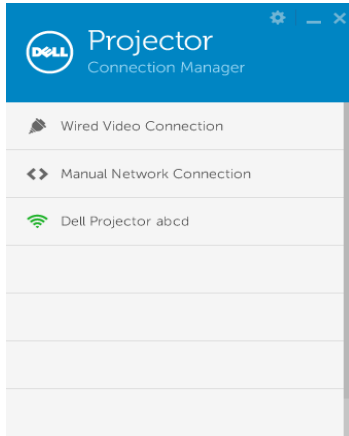 DELL
Projector
Connection Manager
Wired Video Connection
Manual Network Connection
Dell Projector abcd